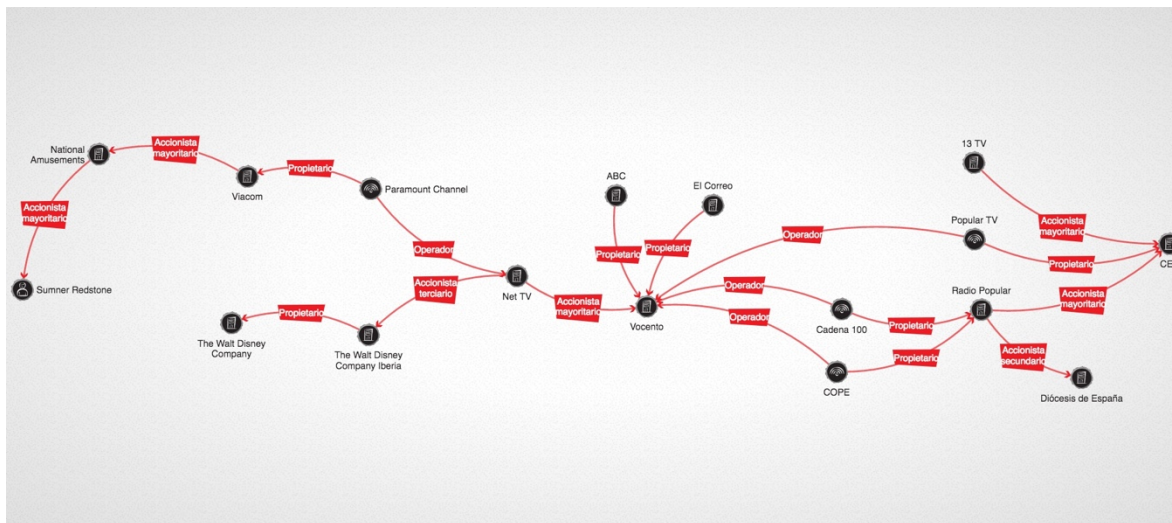 National
Amusements
Accionista
mayoritario
Viacom
Propietario
Paramount Channel
Accionista
mayoritario
Sumner Redstone
Operador
Accionista
terciario
Net TV
Propietario
The Walt Disney
Company
The Walt Disney
Company Iberia
Accionista
mayoritario
ABC
El Correo
Propietario
Propietario
Vocento
Operador
Operador
Operador
Cadena 100
COPE
Propietario
Propietario
13 TV
Accionista
mayoritario
Popular TV
Propietario
Radio Popular
Accionista
mayoritario
Accionista
secundario
Diócesis de España